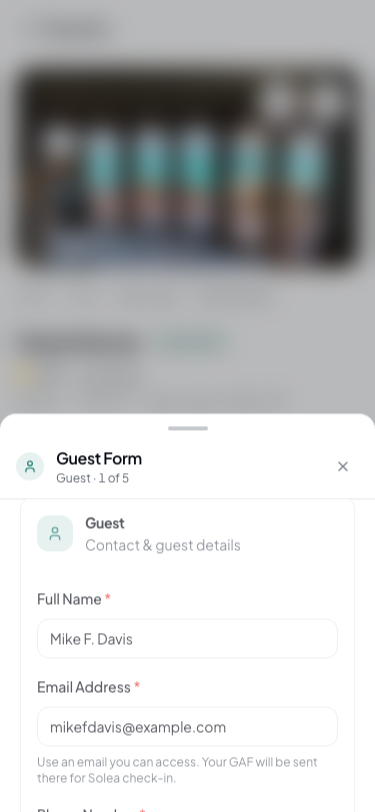 Guest Form
Guest · 1 of 5
Guest
Contact & guest details
Full Name *
Mike F. Davis
Email Address *
mikefdavis@example.com
Use an email you can access. Your GAF will be sent
there for Solea check-in.